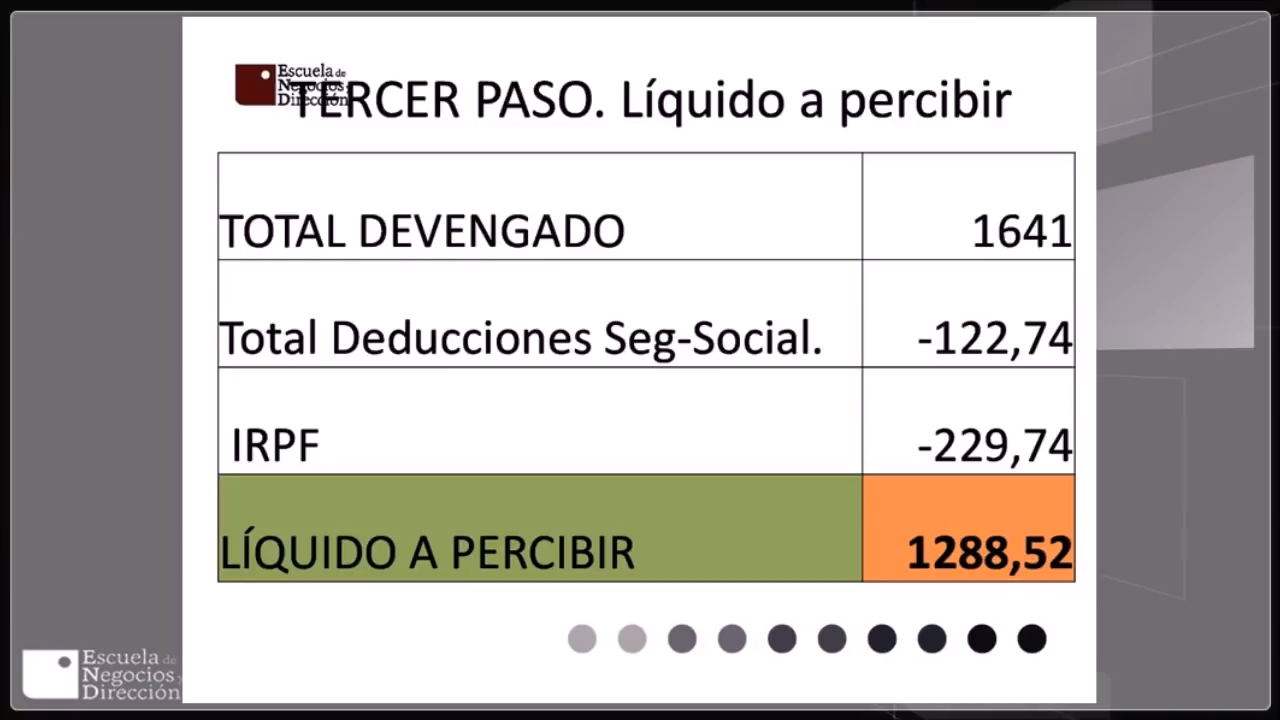 Escuela de
Negocios y
Dirección
TERCER PASO. Líquido a percibir
TOTAL DEVENGADO 1641
Total Deducciones Seg-Social. -122,74
IRPF -229,74
LÍQUIDO A PERCIBIR 1288,52
Escuela de
Negocios y
Dirección